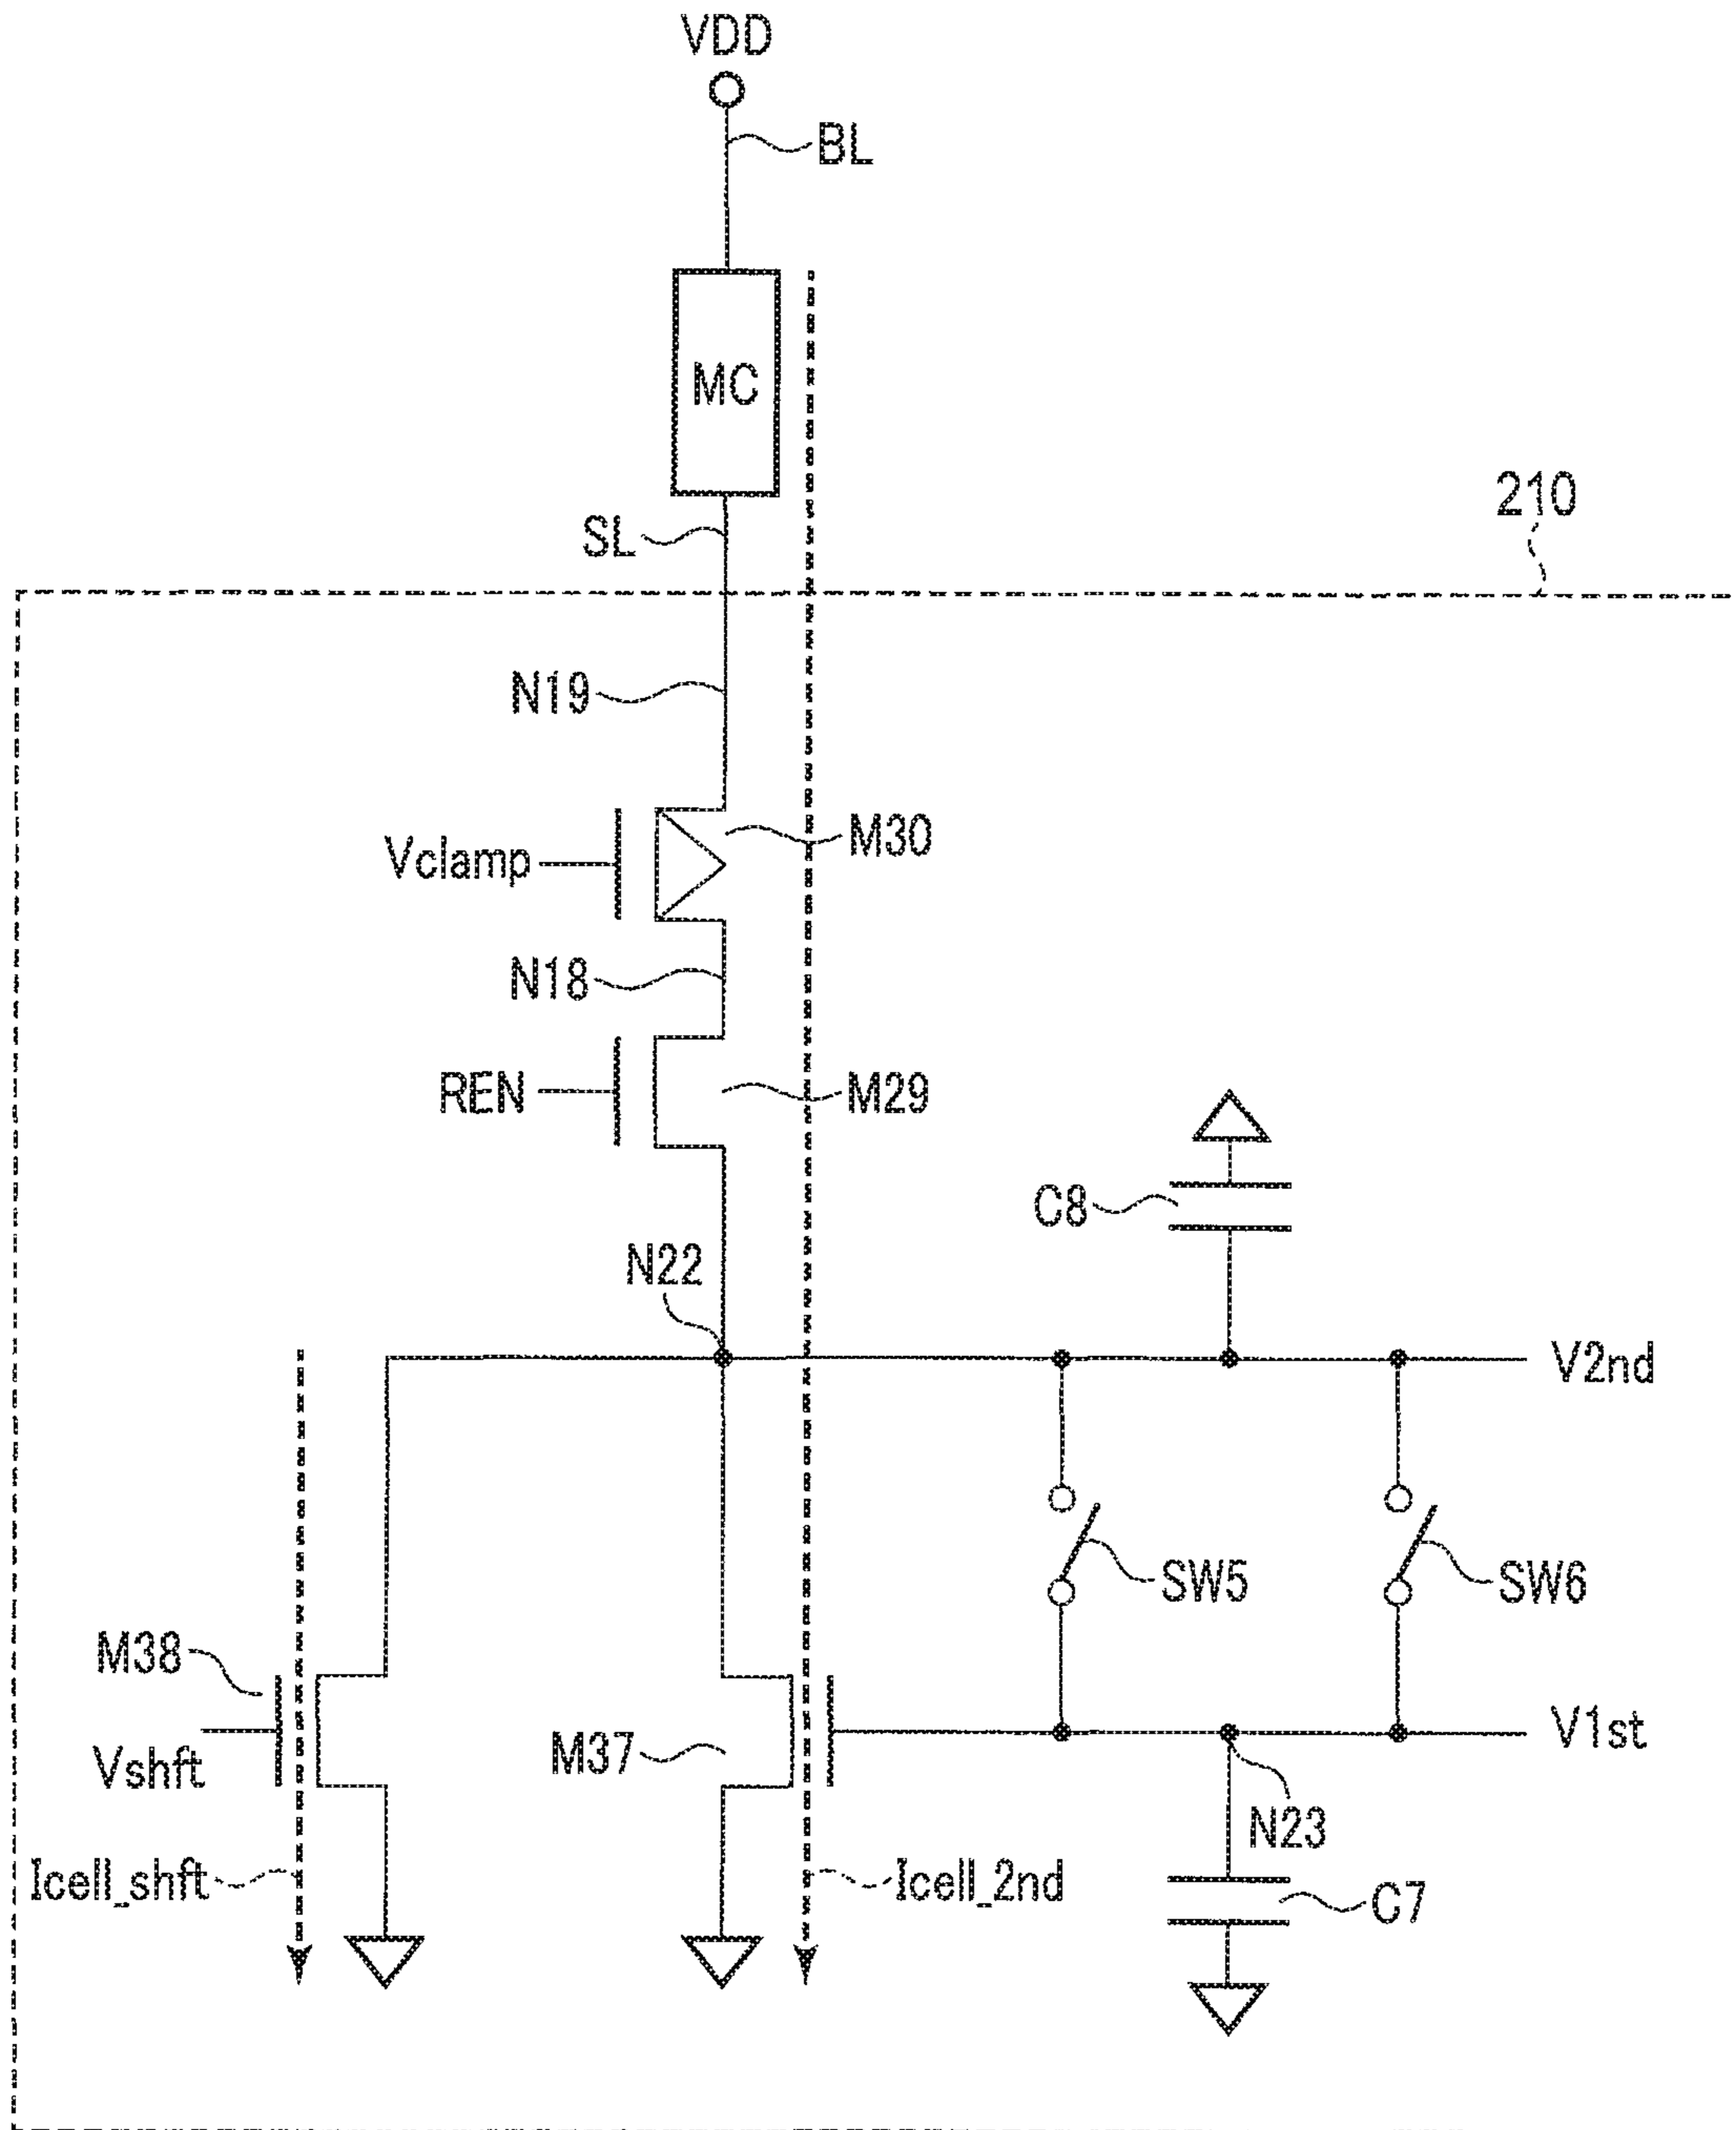 VDD
BL
MC
SL
210
N19
Vclamp
M30
N18
REN
M29
C8
N22
V2nd
SW5
SW6
M38
V1st
Vshft
M37
N23
Icell_shft
Icell_2nd
C7